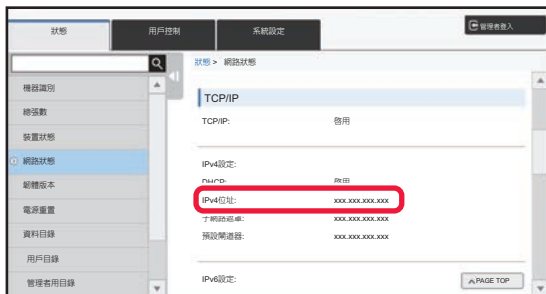 狀態 用戶控制 系統設定 管理者登入
狀態 > 網路狀態
機器識別
總張數
裝置狀態
網路狀態
韌體版本
電源重置
資料目錄
用戶目錄
管理者用目錄
TCP/IP
TCP/IP: 啓用
IPv4設定:
DHCP: 啓用
IPv4位址: xxx.xxx.xxx.xxx
子網路遮罩: xxx.xxx.xxx.xxx
預設閘道器: xxx.xxx.xxx.xxx
IPv6設定:
PAGE TOP